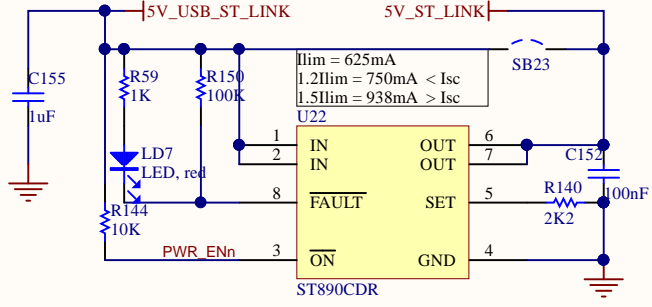 5V_USB_ST_LINK
5V_ST_LINK
C155
1uF
R59
1K
R150
100K
Ilim = 625mA
1.2Ilim = 750mA < Isc
1.5Ilim = 938mA > Isc
SB23
U22
LD7
LED, red
1 IN OUT 6
2 IN OUT 7
8 FAULT SET 5
3 ON GND 4
ST890CDR
R144
10K
PWR_ENn
C152
100nF
R140
2K2